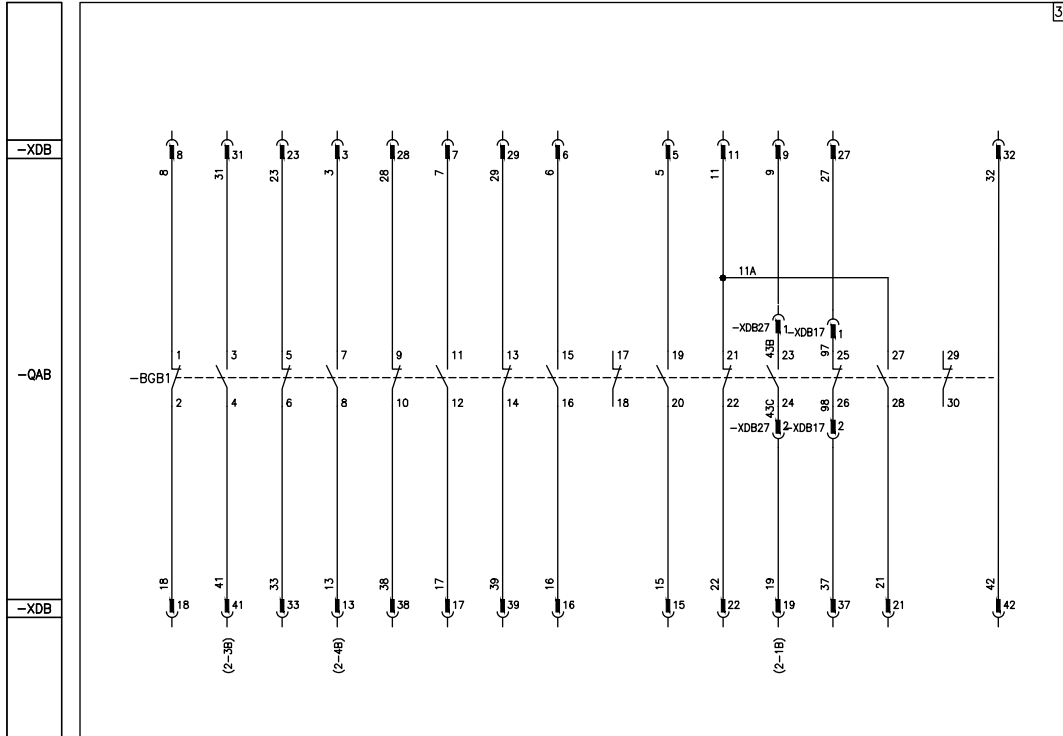 3
-XDB
8 31 23 3 28 7 29 6 5 11 9 27 32
8 31 23 3 28 7 29 6 5 11 9 27 32
11A
-XDB27 1 -XDB17 1
43B 97
1 3 5 7 9 11 13 15 17 19 21 23 25 27 29
-QAB
-BGB1
2 4 6 8 10 12 14 16 18 20 22 24 26 28 30
43C 98
-XDB27 2 -XDB17 2
18 41 33 13 38 17 39 16 15 22 19 37 21 42
-XDB
18 41 33 13 38 17 39 16 15 22 19 37 21 42
(2-3B) (2-4B) (2-1B)